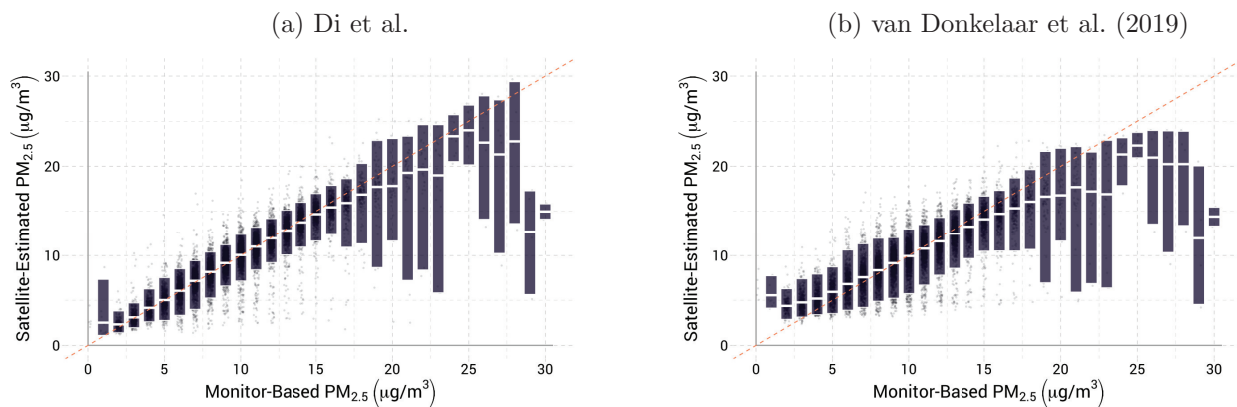 (a) Di et al.
(b) van Donkelaar et al. (2019)
Satellite-Estimated PM2.5 (μg/m³)
30
20
10
0
0 5 10 15 20 25 30
Monitor-Based PM2.5 (μg/m³)
Satellite-Estimated PM2.5 (μg/m³)
30
20
10
0
0 5 10 15 20 25 30
Monitor-Based PM2.5 (μg/m³)